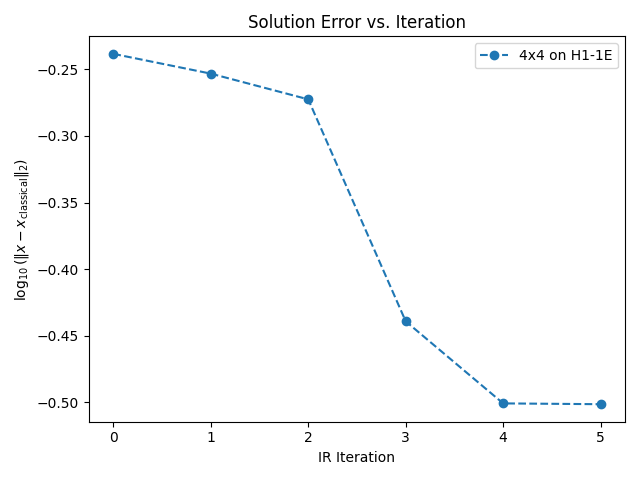 Solution Error vs. Iteration
4x4 on H1-1E
−0.25
−0.30
−0.35
−0.40
−0.45
−0.50
log₁₀(‖x − x_classical‖₂)
0 1 2 3 4 5
IR Iteration